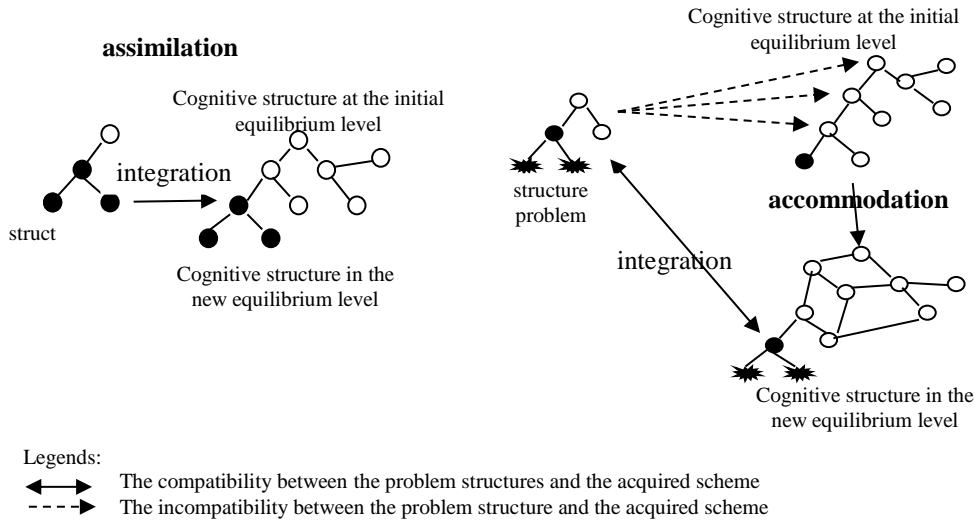 assimilation
Cognitive structure at the initial
equilibrium level
integration
struct
Cognitive structure in the
new equilibrium level
Cognitive structure at the initial
equilibrium level
structure
problem
accommodation
integration
Cognitive structure in the
new equilibrium level
Legends:
The compatibility between the problem structures and the acquired scheme
The incompatibility between the problem structure and the acquired scheme